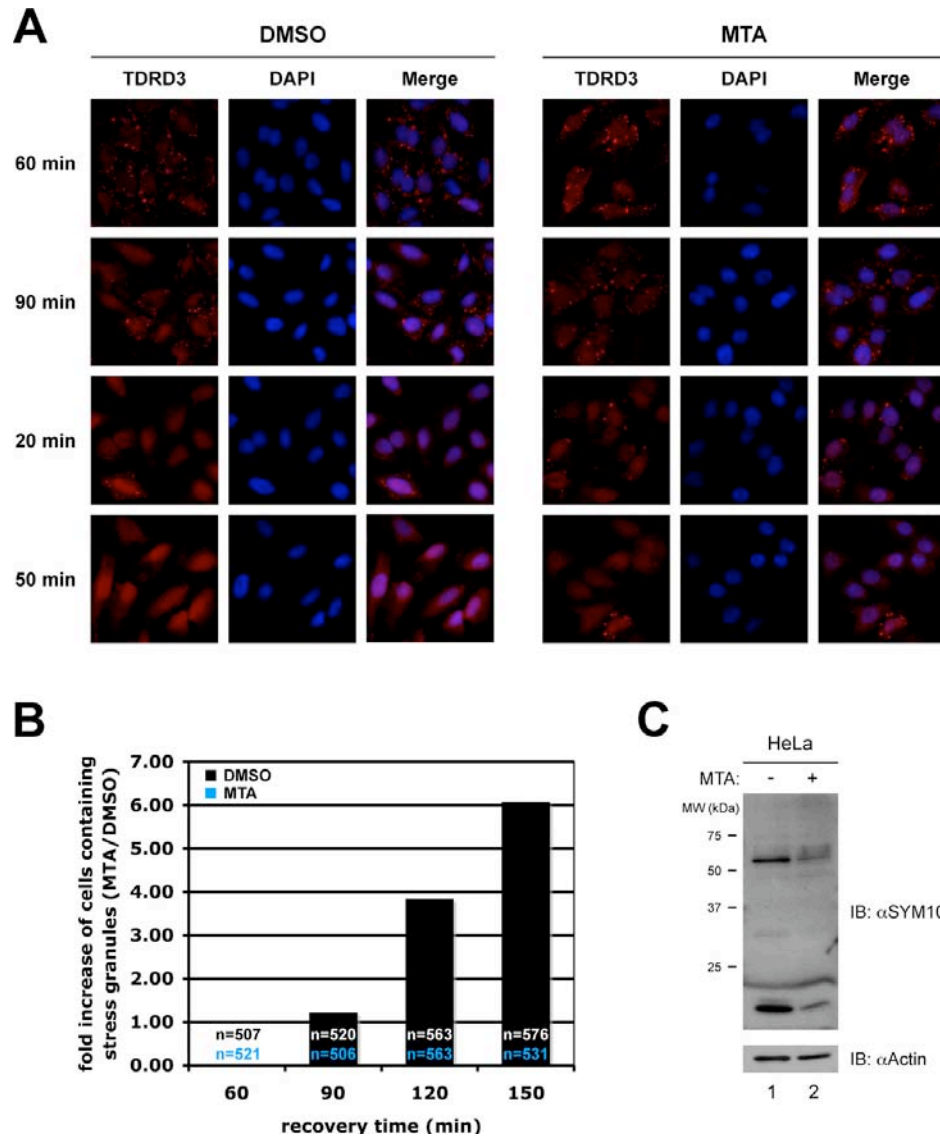 A
DMSO
MTA
TDRD3 DAPI Merge TDRD3 DAPI Merge
60 min
90 min
20 min
50 min
B
fold increase of cells containing
stress granules (MTA/DMSO)
7.00
6.00
5.00
4.00
3.00
2.00
1.00
0.00
DMSO
MTA
n=507 n=520 n=563 n=576
n=521 n=506 n=563 n=531
60 90 120 150
recovery time (min)
C
HeLa
MTA: - +
MW (kDa)
75
50
37
25
IB: αSYM10
IB: αActin
1 2